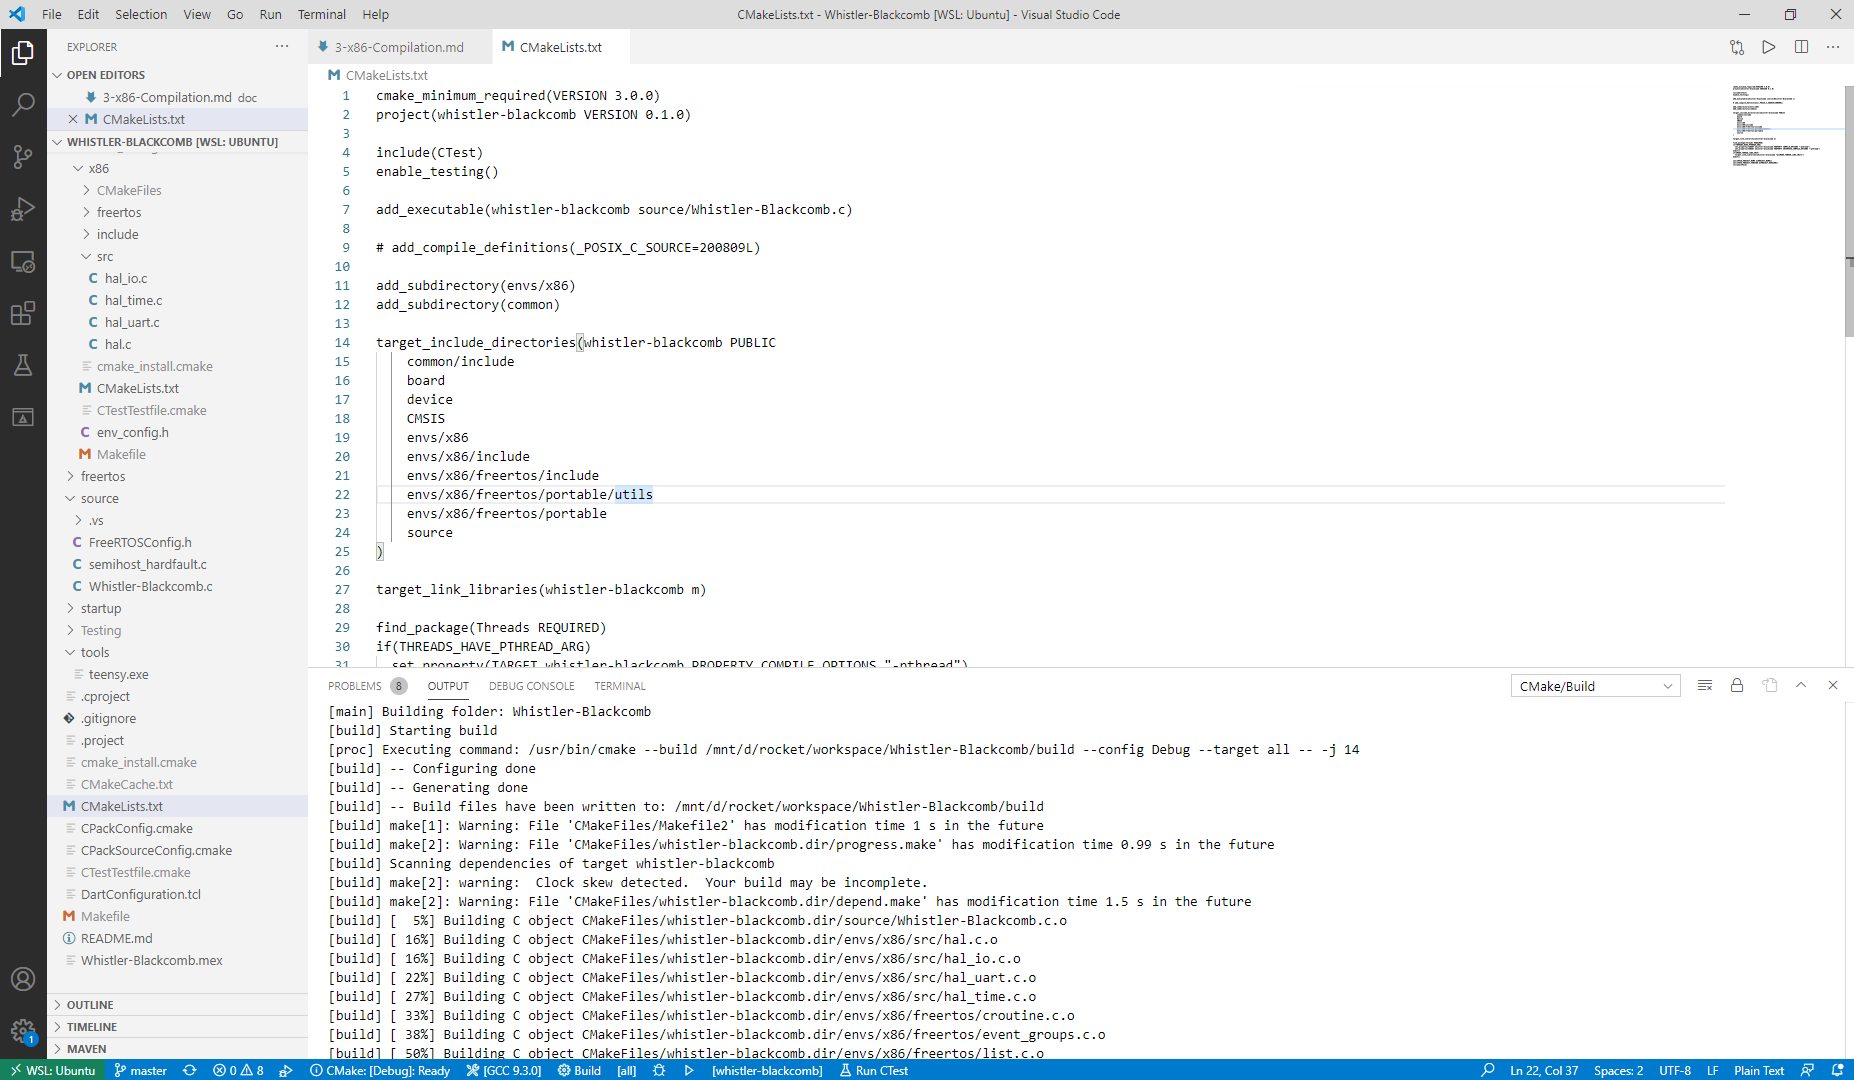 File Edit Selection View Go Run Terminal Help
CMakeLists.txt - Whistler-Blackcomb [WSL: Ubuntu] - Visual Studio Code
EXPLORER
OPEN EDITORS
3-x86-Compilation.md doc
CMakeLists.txt
WHISTLER-BLACKCOMB [WSL: UBUNTU]
x86
CMakeFiles
freertos
include
src
hal_io.c
hal_time.c
hal_uart.c
hal.c
cmake_install.cmake
CMakeLists.txt
CTestTestfile.cmake
env_config.h
Makefile
freertos
source
.vs
FreeRTOSConfig.h
semihost_hardfault.c
Whistler-Blackcomb.c
startup
Testing
tools
teensy.exe
.cproject
.gitignore
.project
cmake_install.cmake
CMakeCache.txt
CMakeLists.txt
CPackConfig.cmake
CPackSourceConfig.cmake
CTestTestfile.cmake
DartConfiguration.tcl
Makefile
README.md
Whistler-Blackcomb.mex
OUTLINE
TIMELINE
MAVEN
3-x86-Compilation.md
CMakeLists.txt
CMakeLists.txt
1 cmake_minimum_required(VERSION 3.0.0)
2 project(whistler-blackcomb VERSION 0.1.0)
3
4 include(CTest)
5 enable_testing()
6
7 add_executable(whistler-blackcomb source/Whistler-Blackcomb.c)
8
9 # add_compile_definitions(_POSIX_C_SOURCE=200809L)
10
11 add_subdirectory(envs/x86)
12 add_subdirectory(common)
13
14 target_include_directories(whistler-blackcomb PUBLIC
15 common/include
16 board
17 device
18 CMSIS
19 envs/x86
20 envs/x86/include
21 envs/x86/freertos/include
22 envs/x86/freertos/portable/utils
23 envs/x86/freertos/portable
24 source
25 )
26
27 target_link_libraries(whistler-blackcomb m)
28
29 find_package(Threads REQUIRED)
30 if(THREADS_HAVE_PTHREAD_ARG)
31 set_property(TARGET whistler-blackcomb PROPERTY COMPILE_OPTIONS "-pthread")
PROBLEMS 8 OUTPUT DEBUG CONSOLE TERMINAL
CMake/Build
[main] Building folder: Whistler-Blackcomb
[build] Starting build
[proc] Executing command: /usr/bin/cmake --build /mnt/d/rocket/workspace/Whistler-Blackcomb/build --config Debug --target all -- -j 14
[build] -- Configuring done
[build] -- Generating done
[build] -- Build files have been written to: /mnt/d/rocket/workspace/Whistler-Blackcomb/build
[build] make[1]: Warning: File 'CMakeFiles/Makefile2' has modification time 1 s in the future
[build] make[2]: Warning: File 'CMakeFiles/whistler-blackcomb.dir/progress.make' has modification time 0.99 s in the future
[build] Scanning dependencies of target whistler-blackcomb
[build] make[2]: warning:  Clock skew detected.  Your build may be incomplete.
[build] make[2]: Warning: File 'CMakeFiles/whistler-blackcomb.dir/depend.make' has modification time 1.5 s in the future
[build] [  5%] Building C object CMakeFiles/whistler-blackcomb.dir/source/Whistler-Blackcomb.c.o
[build] [ 16%] Building C object CMakeFiles/whistler-blackcomb.dir/envs/x86/src/hal.c.o
[build] [ 16%] Building C object CMakeFiles/whistler-blackcomb.dir/envs/x86/src/hal_io.c.o
[build] [ 22%] Building C object CMakeFiles/whistler-blackcomb.dir/envs/x86/src/hal_uart.c.o
[build] [ 27%] Building C object CMakeFiles/whistler-blackcomb.dir/envs/x86/src/hal_time.c.o
[build] [ 33%] Building C object CMakeFiles/whistler-blackcomb.dir/envs/x86/freertos/croutine.c.o
[build] [ 38%] Building C object CMakeFiles/whistler-blackcomb.dir/envs/x86/freertos/event_groups.c.o
[build] [ 50%] Building C object CMakeFiles/whistler-blackcomb.dir/envs/x86/freertos/list.c.o
1
WSL: Ubuntu master 0 8 CMake: [Debug]: Ready [GCC 9.3.0] Build [all] [whistler-blackcomb] Run CTest Ln 22, Col 37 Spaces: 2 UTF-8 LF Plain Text